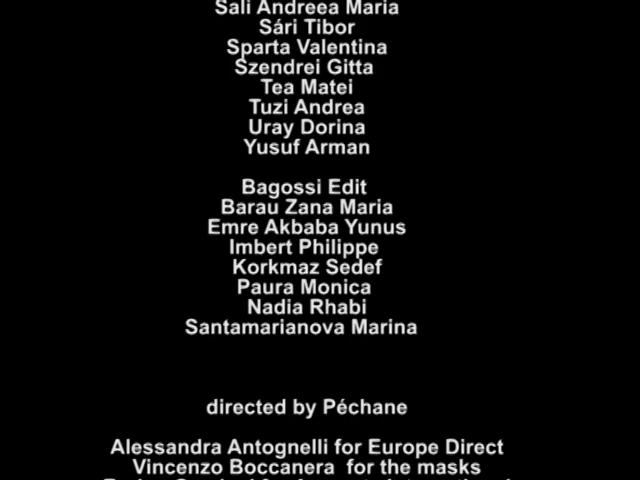 Sali Andreea Maria
Sári Tibor
Sparta Valentina
Szendrei Gitta
Tea Matei
Tuzi Andrea
Uray Dorina
Yusuf Arman
Bagossi Edit
Barau Zana Maria
Emre Akbaba Yunus
Imbert Philippe
Korkmaz Sedef
Paura Monica
Nadia Rhabi
Santamarianova Marina
directed by Péchane
Alessandra Antognelli for Europe Direct
Vincenzo Boccanera for the masks